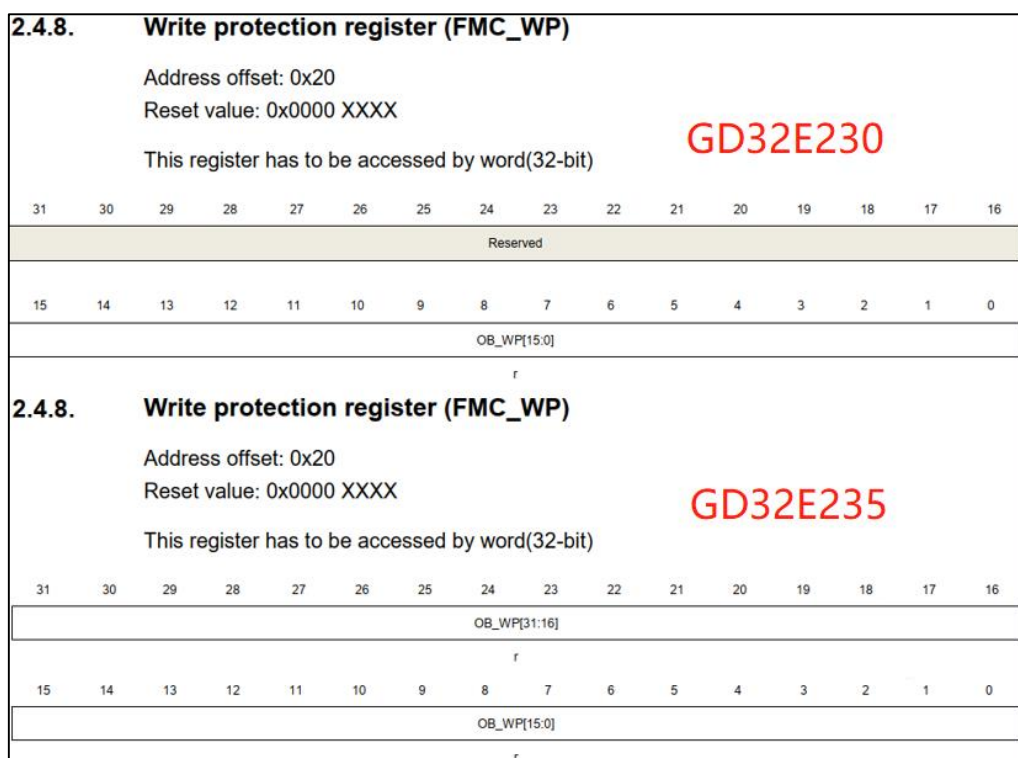 2.4.8. Write protection register (FMC_WP)
Address offset: 0x20
Reset value: 0x0000 XXXX
GD32E230
This register has to be accessed by word(32-bit)
31 30 29 28 27 26 25 24 23 22 21 20 19 18 17 16
Reserved
15 14 13 12 11 10 9 8 7 6 5 4 3 2 1 0
OB_WP[15:0]
r
2.4.8. Write protection register (FMC_WP)
Address offset: 0x20
Reset value: 0x0000 XXXX
GD32E235
This register has to be accessed by word(32-bit)
31 30 29 28 27 26 25 24 23 22 21 20 19 18 17 16
OB_WP[31:16]
r
15 14 13 12 11 10 9 8 7 6 5 4 3 2 1 0
OB_WP[15:0]
r